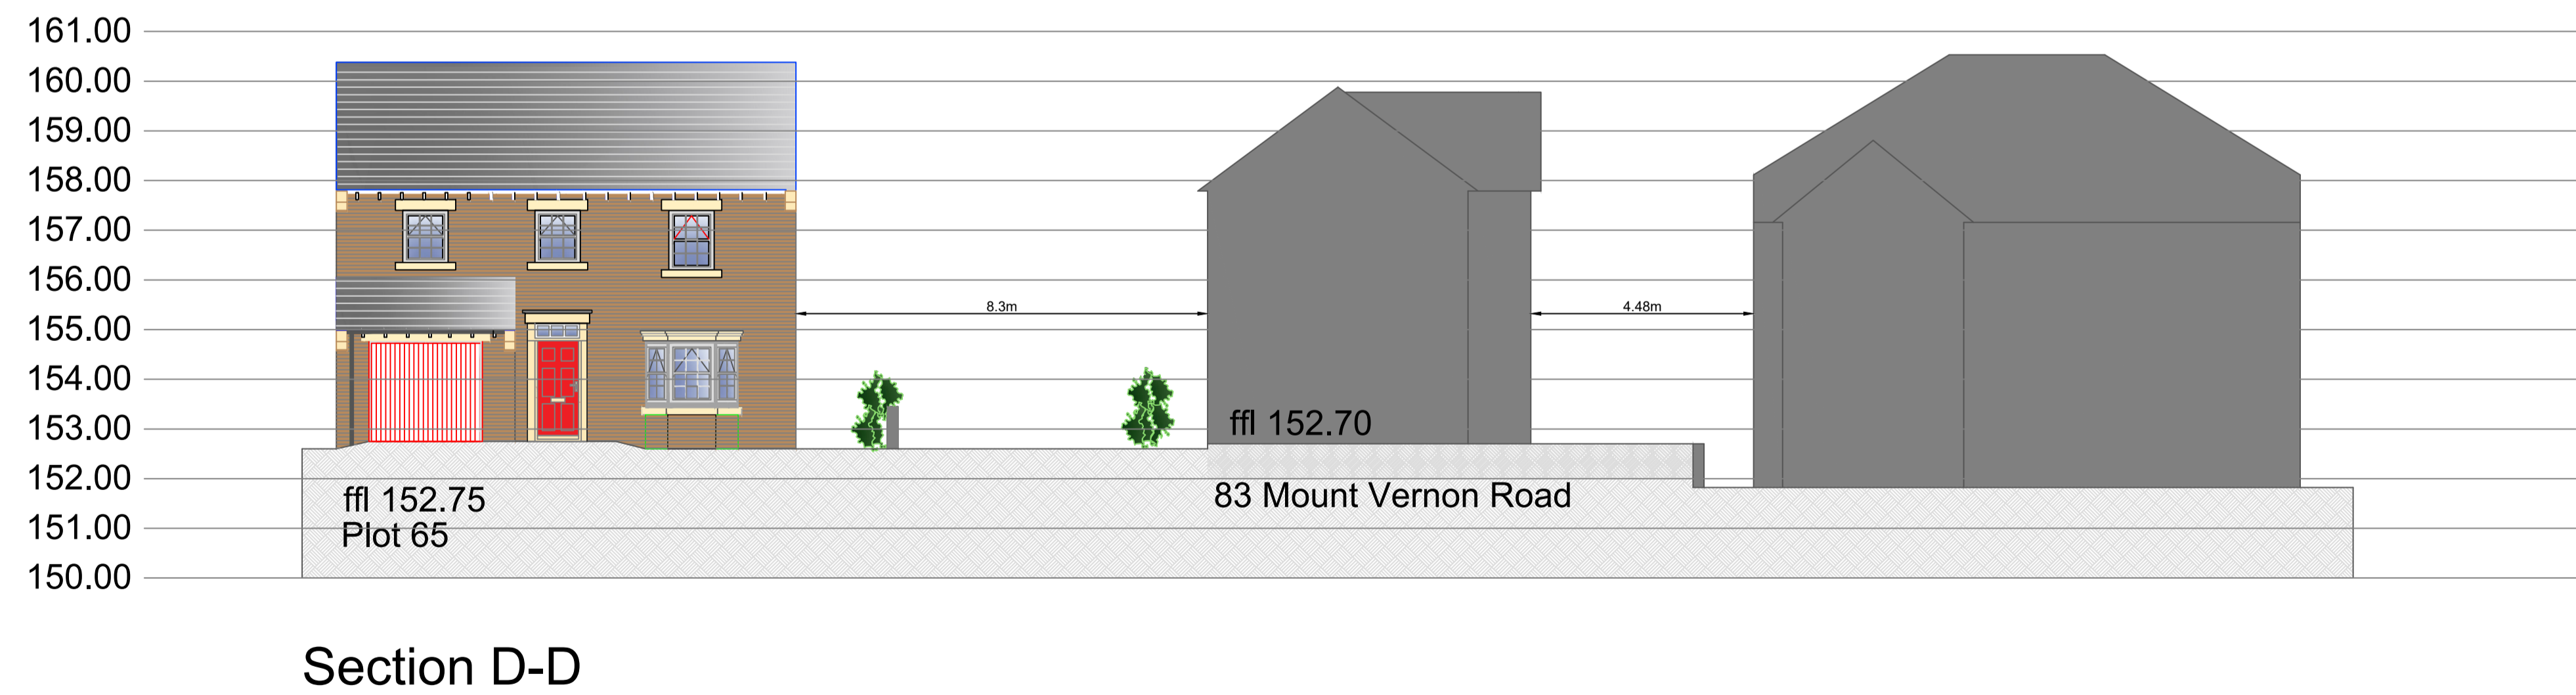 161.00
160.00
159.00
158.00
157.00
156.00
155.00
154.00
153.00
152.00
151.00
150.00
8.3m
4.48m
ffl 152.70
83 Mount Vernon Road
ffl 152.75
Plot 65
Section D-D